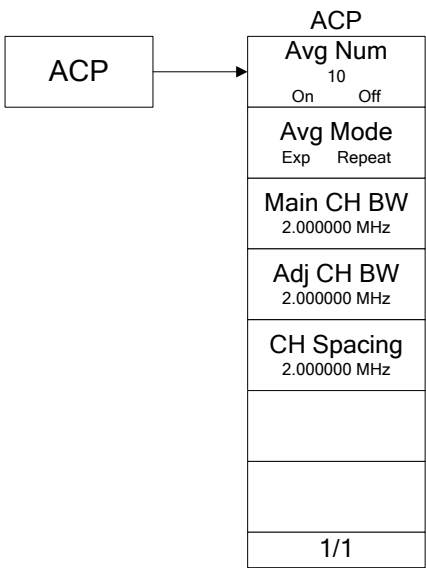 ACP
ACP
Avg Num
10
On Off
Avg Mode
Exp Repeat
Main CH BW
2.000000 MHz
Adj CH BW
2.000000 MHz
CH Spacing
2.000000 MHz
1/1